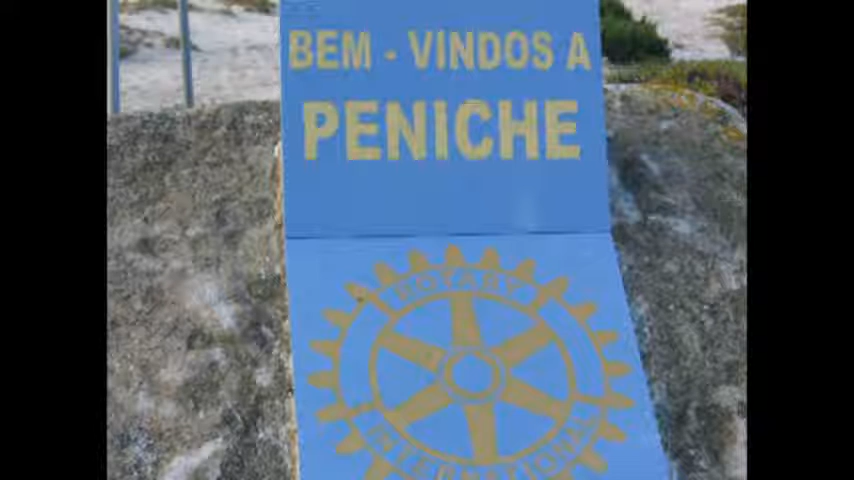 BEM - VINDOS A
PENICHE
ROTARY
INTERNATIONAL